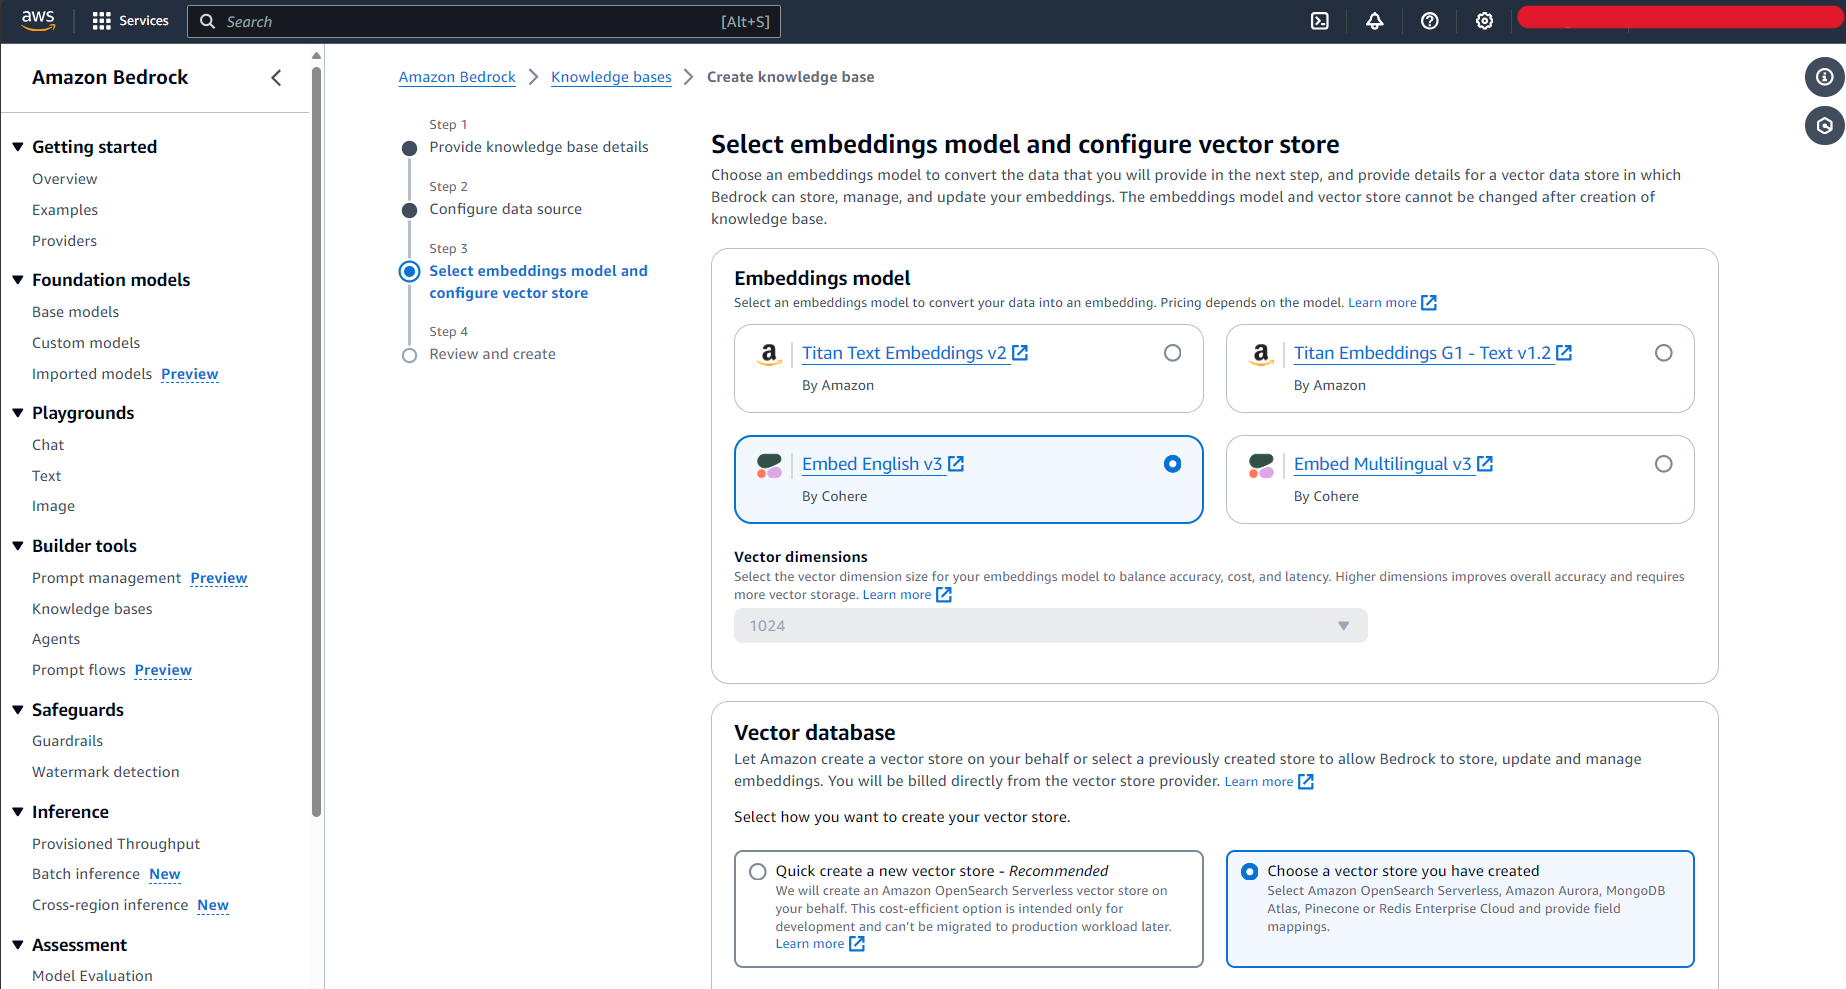 aws
Services
Search
[Alt+S]
Amazon Bedrock
Getting started
Overview
Examples
Providers
Foundation models
Base models
Custom models
Imported models Preview
Playgrounds
Chat
Text
Image
Builder tools
Prompt management Preview
Knowledge bases
Agents
Prompt flows Preview
Safeguards
Guardrails
Watermark detection
Inference
Provisioned Throughput
Batch inference New
Cross-region inference New
Assessment
Model Evaluation
Amazon Bedrock
Knowledge bases
Create knowledge base
Step 1
Provide knowledge base details
Step 2
Configure data source
Step 3
Select embeddings model and
configure vector store
Step 4
Review and create
Select embeddings model and configure vector store
Choose an embeddings model to convert the data that you will provide in the next step, and provide details for a vector data store in which
Bedrock can store, manage, and update your embeddings. The embeddings model and vector store cannot be changed after creation of
knowledge base.
Embeddings model
Select an embeddings model to convert your data into an embedding. Pricing depends on the model. Learn more
Titan Text Embeddings v2
By Amazon
Titan Embeddings G1 - Text v1.2
By Amazon
Embed English v3
By Cohere
Embed Multilingual v3
By Cohere
Vector dimensions
Select the vector dimension size for your embeddings model to balance accuracy, cost, and latency. Higher dimensions improves overall accuracy and requires
more vector storage. Learn more
1024
Vector database
Let Amazon create a vector store on your behalf or select a previously created store to allow Bedrock to store, update and manage
embeddings. You will be billed directly from the vector store provider. Learn more
Select how you want to create your vector store.
Quick create a new vector store - Recommended
We will create an Amazon OpenSearch Serverless vector store on
your behalf. This cost-efficient option is intended only for
development and can't be migrated to production workload later.
Learn more
Choose a vector store you have created
Select Amazon OpenSearch Serverless, Amazon Aurora, MongoDB
Atlas, Pinecone or Redis Enterprise Cloud and provide field
mappings.